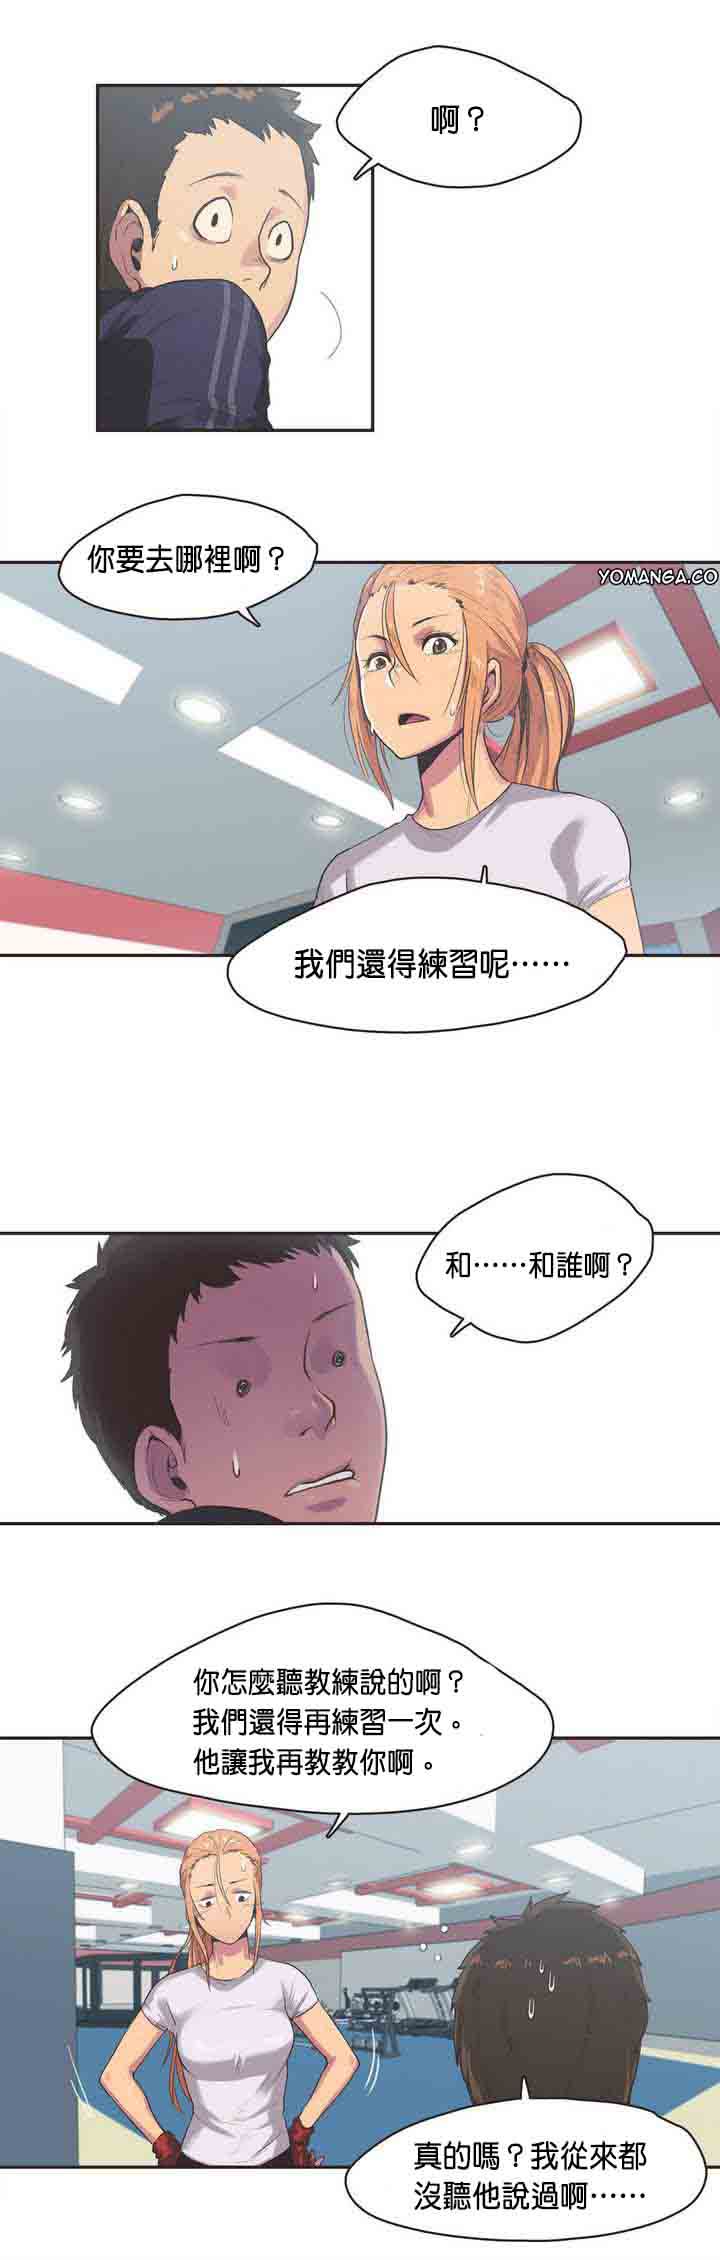 啊？
你要去哪裡啊？
YOMANGA.CO
我們還得練習呢……
和……和誰啊？
你怎麼聽教練說的啊？
我們還得再練習一次。
他讓我再教教你啊。
真的嗎？我從來都
沒聽他說過啊……